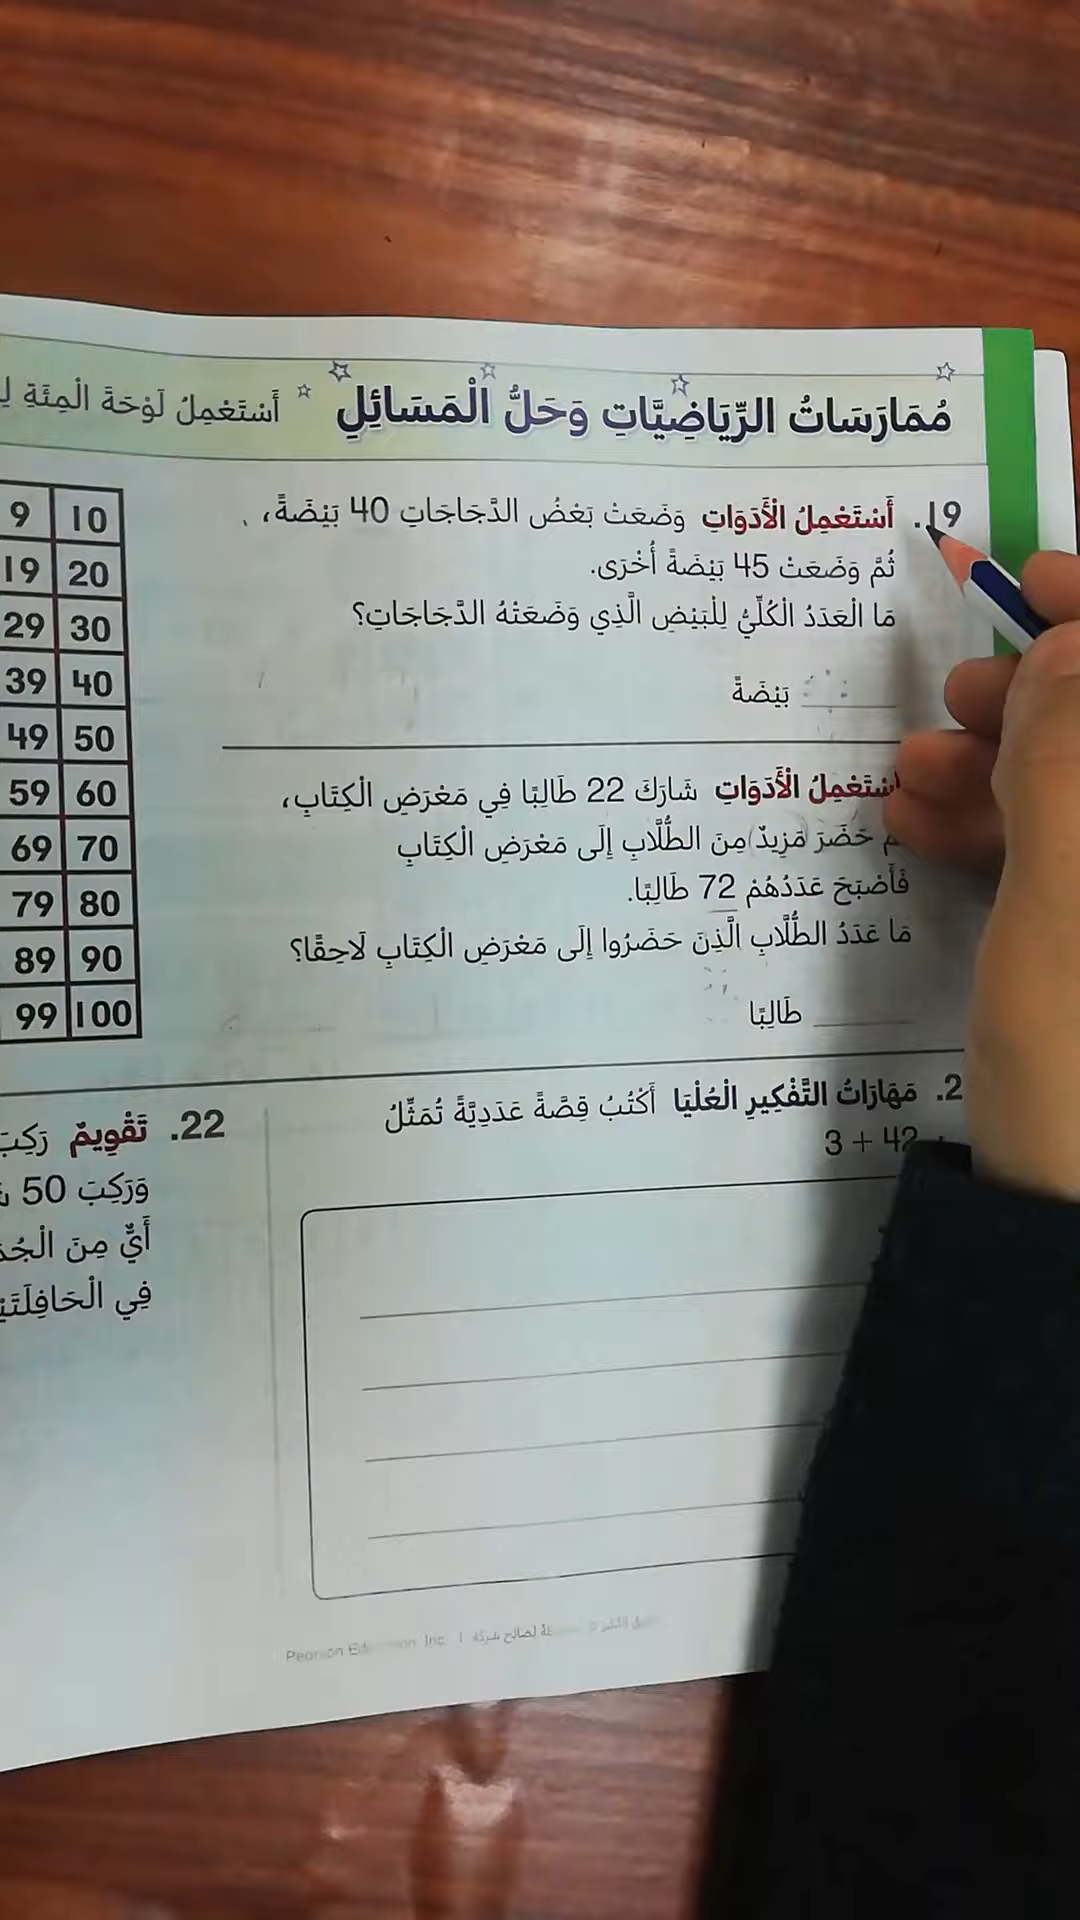 مُمَارَسَاتُ الرِّيَاضِيَّاتِ وَحَلُّ الْمَسَائِلِ أَسْتَعْمِلُ لَوْحَةَ الْمِئَةِ
19. أَسْتَعْمِلُ الْأَدَوَاتِ وَضَعَتْ بَعْضُ الدَّجَاجَاتِ 40 بَيْضَةً،
ثُمَّ وَضَعَتْ 45 بَيْضَةً أُخْرَى.
مَا الْعَدَدُ الْكُلِّيُّ لِلْبَيْضِ الَّذِي وَضَعَتْهُ الدَّجَاجَاتِ؟
بَيْضَةً
أَسْتَعْمِلُ الْأَدَوَاتِ شَارَكَ 22 طَالِبًا فِي مَعْرَضِ الْكِتَابِ،
حَضَرَ مَزِيدٌ مِنَ الطُّلَّابِ إِلَى مَعْرَضِ الْكِتَابِ
فَأَصْبَحَ عَدَدُهُمْ 72 طَالِبًا.
مَا عَدَدُ الطُّلَّابِ الَّذِنَ حَضَرُوا إِلَى مَعْرَضِ الْكِتَابِ لَاحِقًا؟
طَالِبًا
9 10
19 20
29 30
39 40
49 50
59 60
69 70
79 80
89 90
99 100
2. مَهَارَاتُ التَّفْكِيرِ الْعُلْيَا أَكْتُبُ قِصَّةً عَدَدِيَّةً تُمَثِّلُ
3 + 42
22. تَقْوِيمٌ رَكِبَ
وَرَكِبَ 50
أَيٌّ مِنَ
فِي
Pearson Inc.